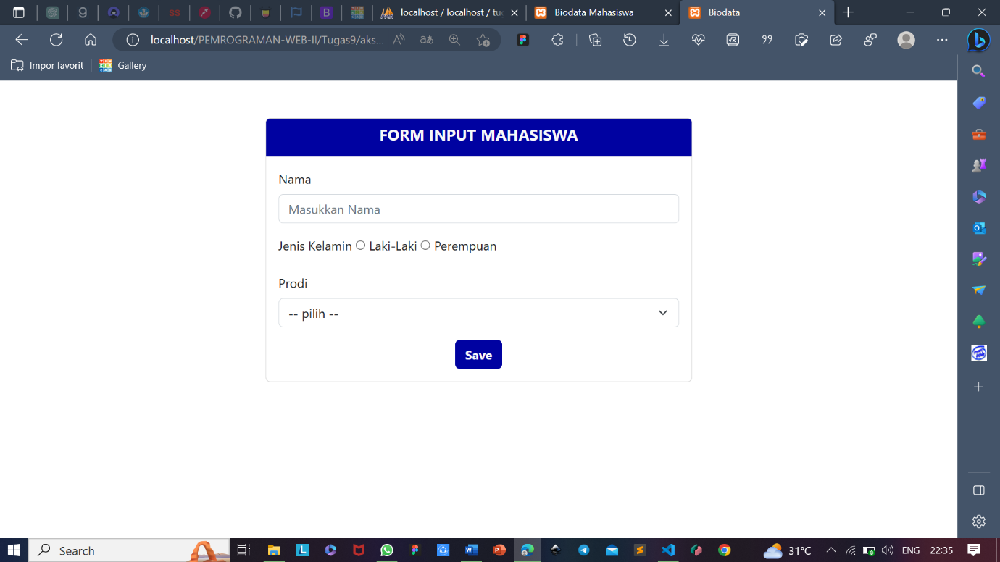 localhost / localhost / tu
Biodata Mahasiswa
Biodata
localhost/PEMROGRAMAN-WEB-II/Tugas9/aks...
Impor favorit
Gallery
FORM INPUT MAHASISWA
Nama
Masukkan Nama
Jenis Kelamin Laki-Laki Perempuan
Prodi
-- pilih --
Save
Search
31°C
ENG
22:35